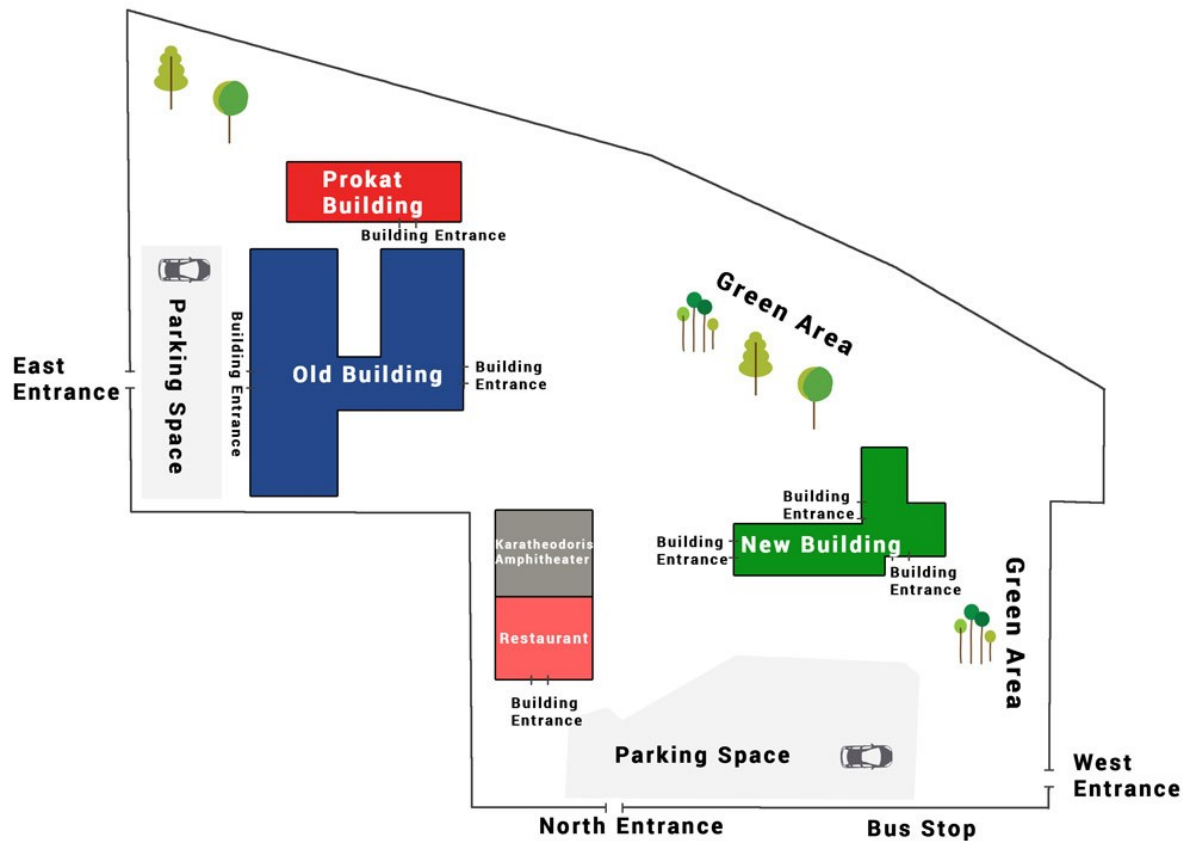 Prokat
Building
Building Entrance
Parking Space
Building Entrance
East
Entrance
Old Building
Building
Entrance
Green Area
Karatheodoris
Amphitheater
Restaurant
Building
Entrance
Building
Entrance
Building
Entrance
New Building
Building
Entrance
Green Area
Parking Space
West
Entrance
North Entrance
Bus Stop